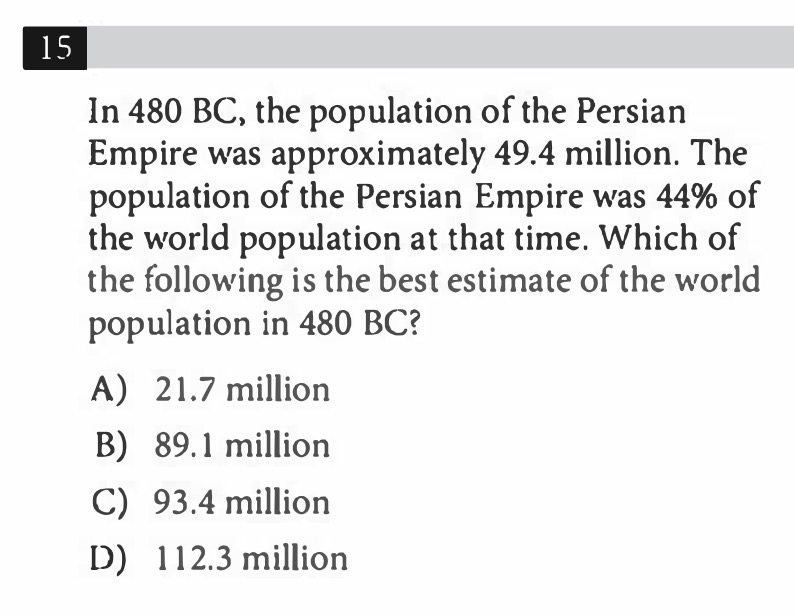 15
In 480 BC, the population of the Persian
Empire was approximately 49.4 million. The
population of the Persian Empire was 44% of
the world population at that time. Which of
the following is the best estimate of the world
population in 480 BC?
A) 21.7 million
B) 89.1 million
C) 93.4 million
D) 112.3 million